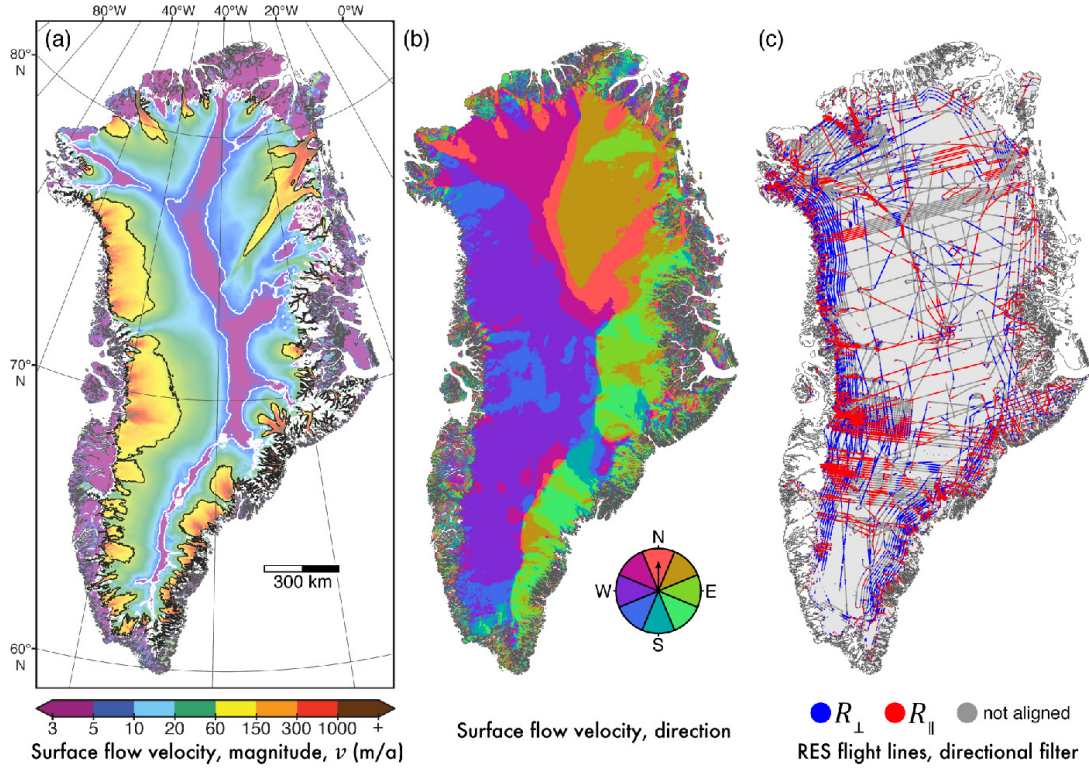 80°W 60°W 40°W 20°W 0°W
(a)
(b)
(c)
80°
N
70°
N
60°
N
300 km
N
W
E
S
3 5 10 20 60 150 300 1000 +
Surface flow velocity, magnitude, v (m/a)
Surface flow velocity, direction
R⊥ R∥ not aligned
RES flight lines, directional filter